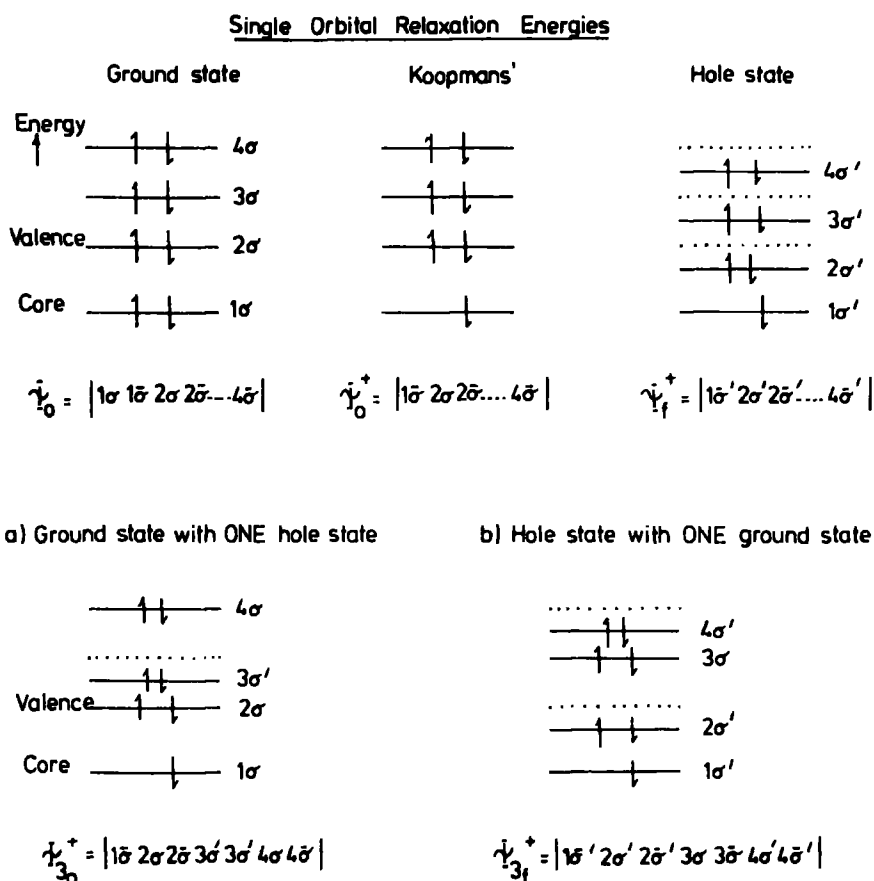 Single Orbital Relaxation Energies
Ground state
Koopmans'
Hole state
Energy
4σ
3σ
Valence
2σ
Core
1σ
4σ'
3σ'
2σ'
1σ'
Ψ₀ = |1σ 1σ̄ 2σ 2σ̄---4σ̄|
Ψ₀⁺ = |1σ̄ 2σ 2σ̄.... 4σ̄|
Ψf⁺ = |1σ̄' 2σ' 2σ̄'.... 4σ̄'|
a) Ground state with ONE hole state
b) Hole state with ONE ground state
4σ
3σ'
Valence
2σ
Core
1σ
4σ'
3σ
2σ'
1σ'
Ψ₃₀⁺ = |1σ̄ 2σ 2σ̄ 3σ' 3σ̄' 4σ 4σ̄|
Ψ₃f⁺ = |1σ̄' 2σ' 2σ̄' 3σ 3σ̄ 4σ' 4σ̄'|